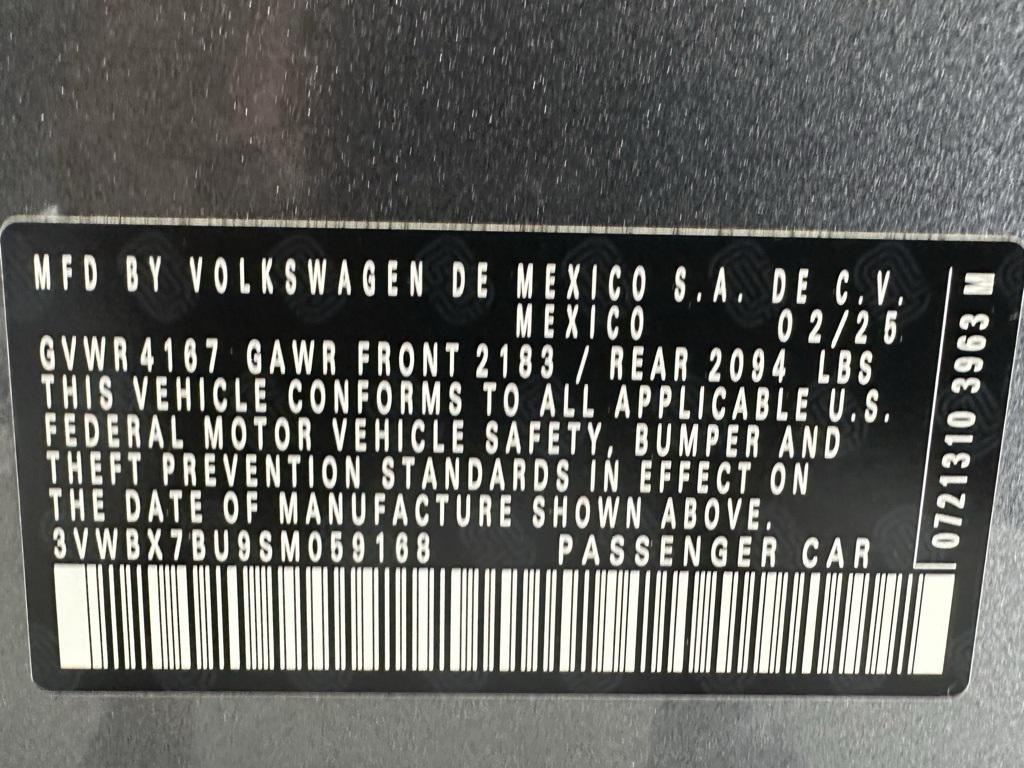 MFD BY VOLKSWAGEN DE MEXICO S.A. DE C.V.
MEXICO 02/25
GVWR 4167 GAWR FRONT 2183 / REAR 2094 LBS
THIS VEHICLE CONFORMS TO ALL APPLICABLE U.S.
FEDERAL MOTOR VEHICLE SAFETY, BUMPER AND
THEFT PREVENTION STANDARDS IN EFFECT ON
THE DATE OF MANUFACTURE SHOWN ABOVE.
3VWBX7BU9SM059168 PASSENGER CAR
0721310 3963 M